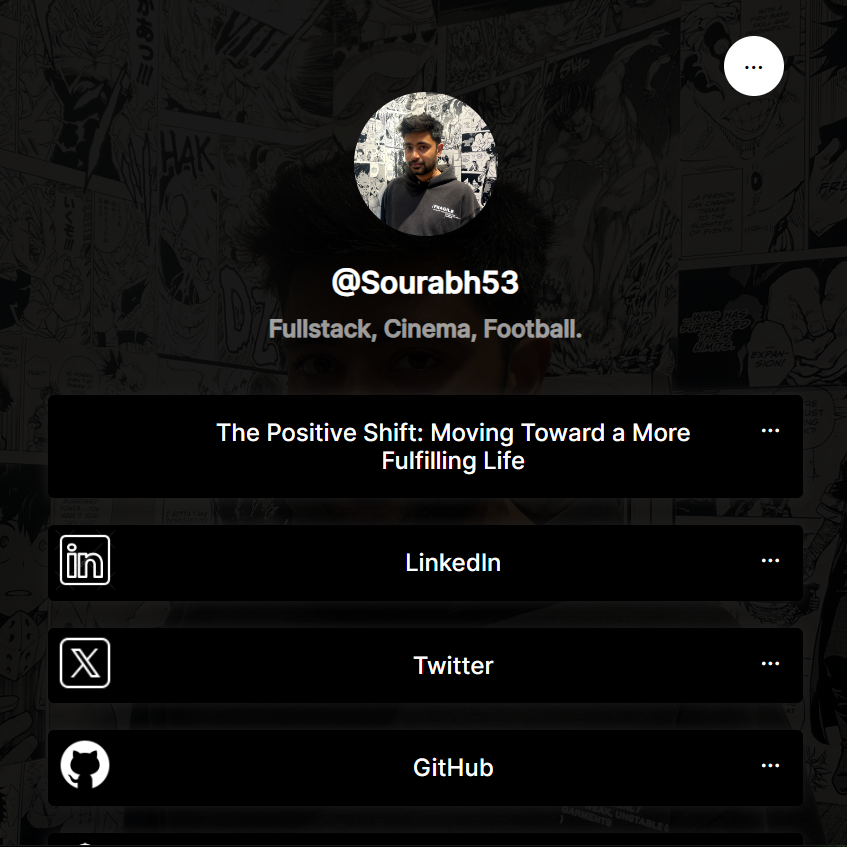 @Sourabh53
Fullstack, Cinema, Football.
The Positive Shift: Moving Toward a More
Fulfilling Life
LinkedIn
Twitter
GitHub